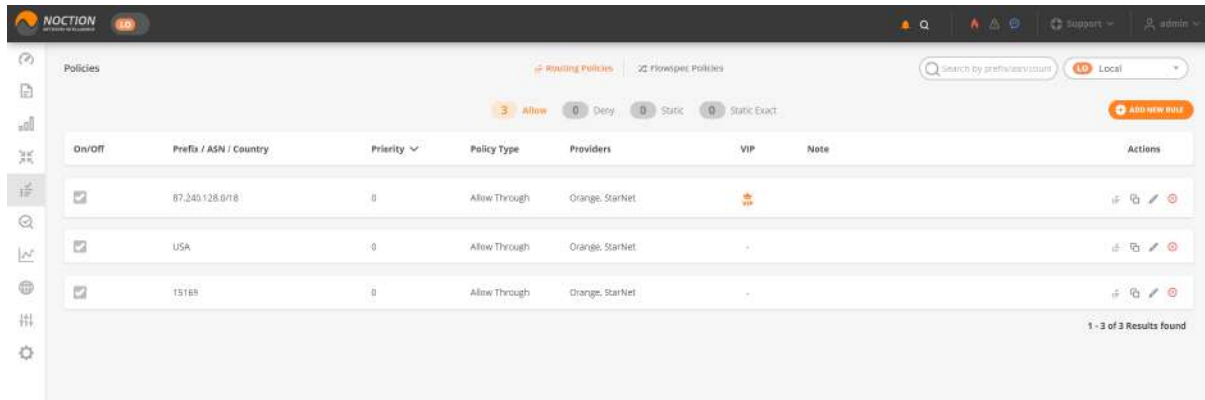 NOCTION
LO
Support
admin
Policies
Routing Policies
Flowspec Policies
Search by prefix/asn/count
LO Local
3 Allow
0 Deny
0 Static
0 Static Exact
ADD NEW RULE
On/Off Prefix / ASN / Country Priority Policy Type Providers VIP Note Actions
87.240.128.0/18 0 Allow Through Orange, StarNet VIP
USA 0 Allow Through Orange, StarNet -
15169 0 Allow Through Orange, StarNet -
1 - 3 of 3 Results found